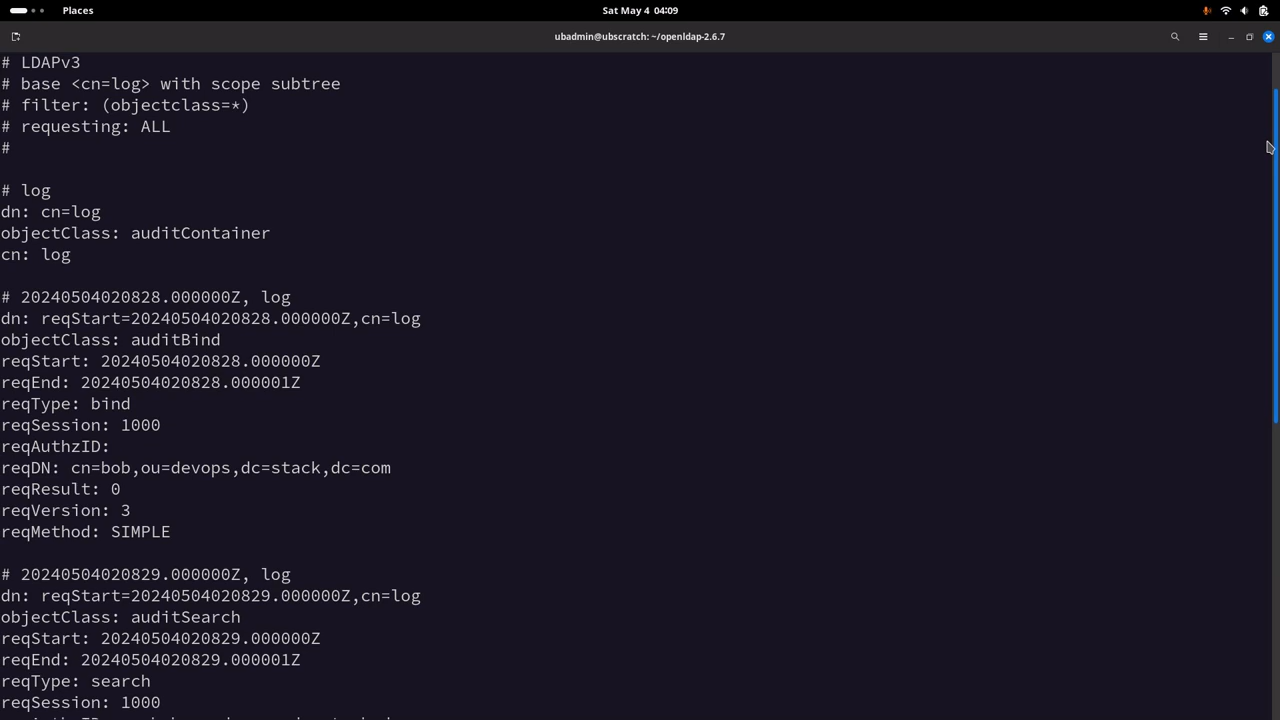 Places
Sat May 4 04:09
ubadmin@ubscratch: ~/openldap-2.6.7
# LDAPv3
# base <cn=log> with scope subtree
# filter: (objectclass=*)
# requesting: ALL
#
# log
dn: cn=log
objectClass: auditContainer
cn: log
# 20240504020828.000000Z, log
dn: reqStart=20240504020828.000000Z,cn=log
objectClass: auditBind
reqStart: 20240504020828.000000Z
reqEnd: 20240504020828.000001Z
reqType: bind
reqSession: 1000
reqAuthzID:
reqDN: cn=bob,ou=devops,dc=stack,dc=com
reqResult: 0
reqVersion: 3
reqMethod: SIMPLE
# 20240504020829.000000Z, log
dn: reqStart=20240504020829.000000Z,cn=log
objectClass: auditSearch
reqStart: 20240504020829.000000Z
reqEnd: 20240504020829.000001Z
reqType: search
reqSession: 1000